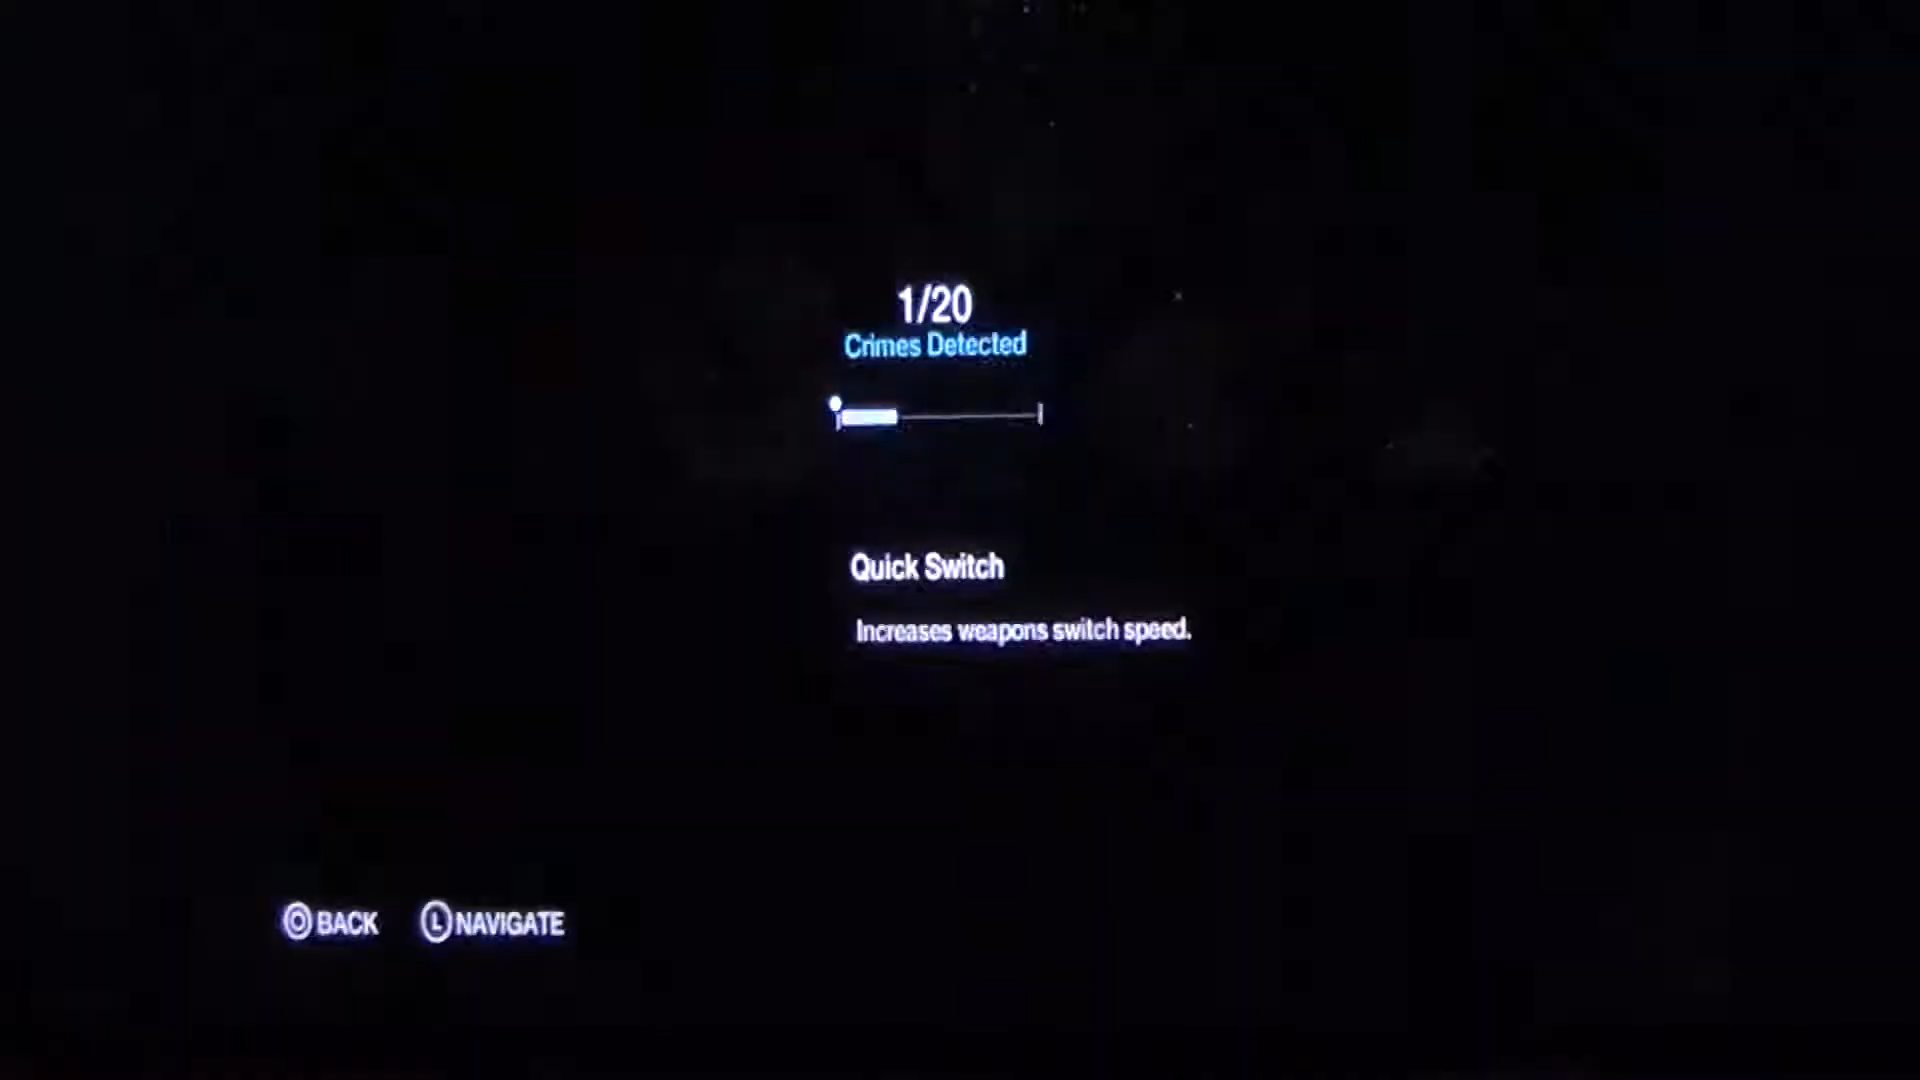 1/20
Crimes Detected
Quick Switch
Increases weapons switch speed.
BACK
L NAVIGATE